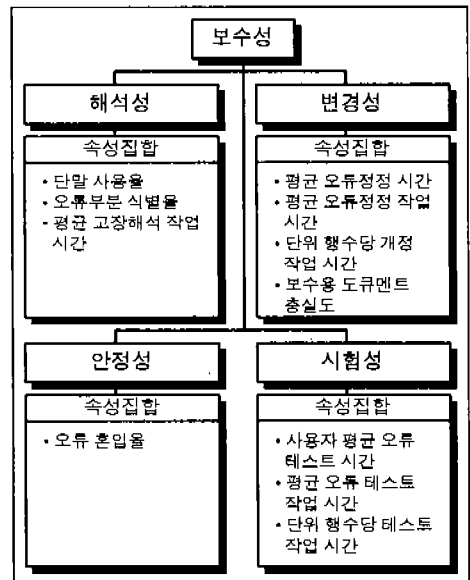 보수성
해석성
속성집합
• 단말 사용율
• 오류부분 식별율
- 평균 고장해석 작업
시간
변경성
속성집합
• 평균 오류정정 시간
• 평균 오류정정 작업
시간
• 단위 행수당 개정
작업 시간
• 보수용 도큐멘트
충실도
안정성
속성집합
• 오류 혼입율
시험성
속성집합
• 사용자 평균 오류
테스트 시간
• 평균 오류 테스토
작업 시간
• 단위 행수당 테스토
작업 시간